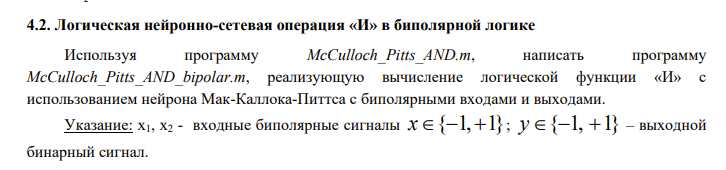 4.2. Логическая нейронно-сетевая операция «И» в биполярной логике
Используя программу McCulloch_Pitts_AND.m, написать программу
McCulloch_Pitts_AND_bipolar.m, реализующую вычисление логической функции «И» с
использованием нейрона Мак-Каллока-Питтса с биполярными входами и выходами.
Указание: x₁, x₂ - входные биполярные сигналы x ∈ {−1,+1}; y ∈ {−1, +1} – выходной
бинарный сигнал.